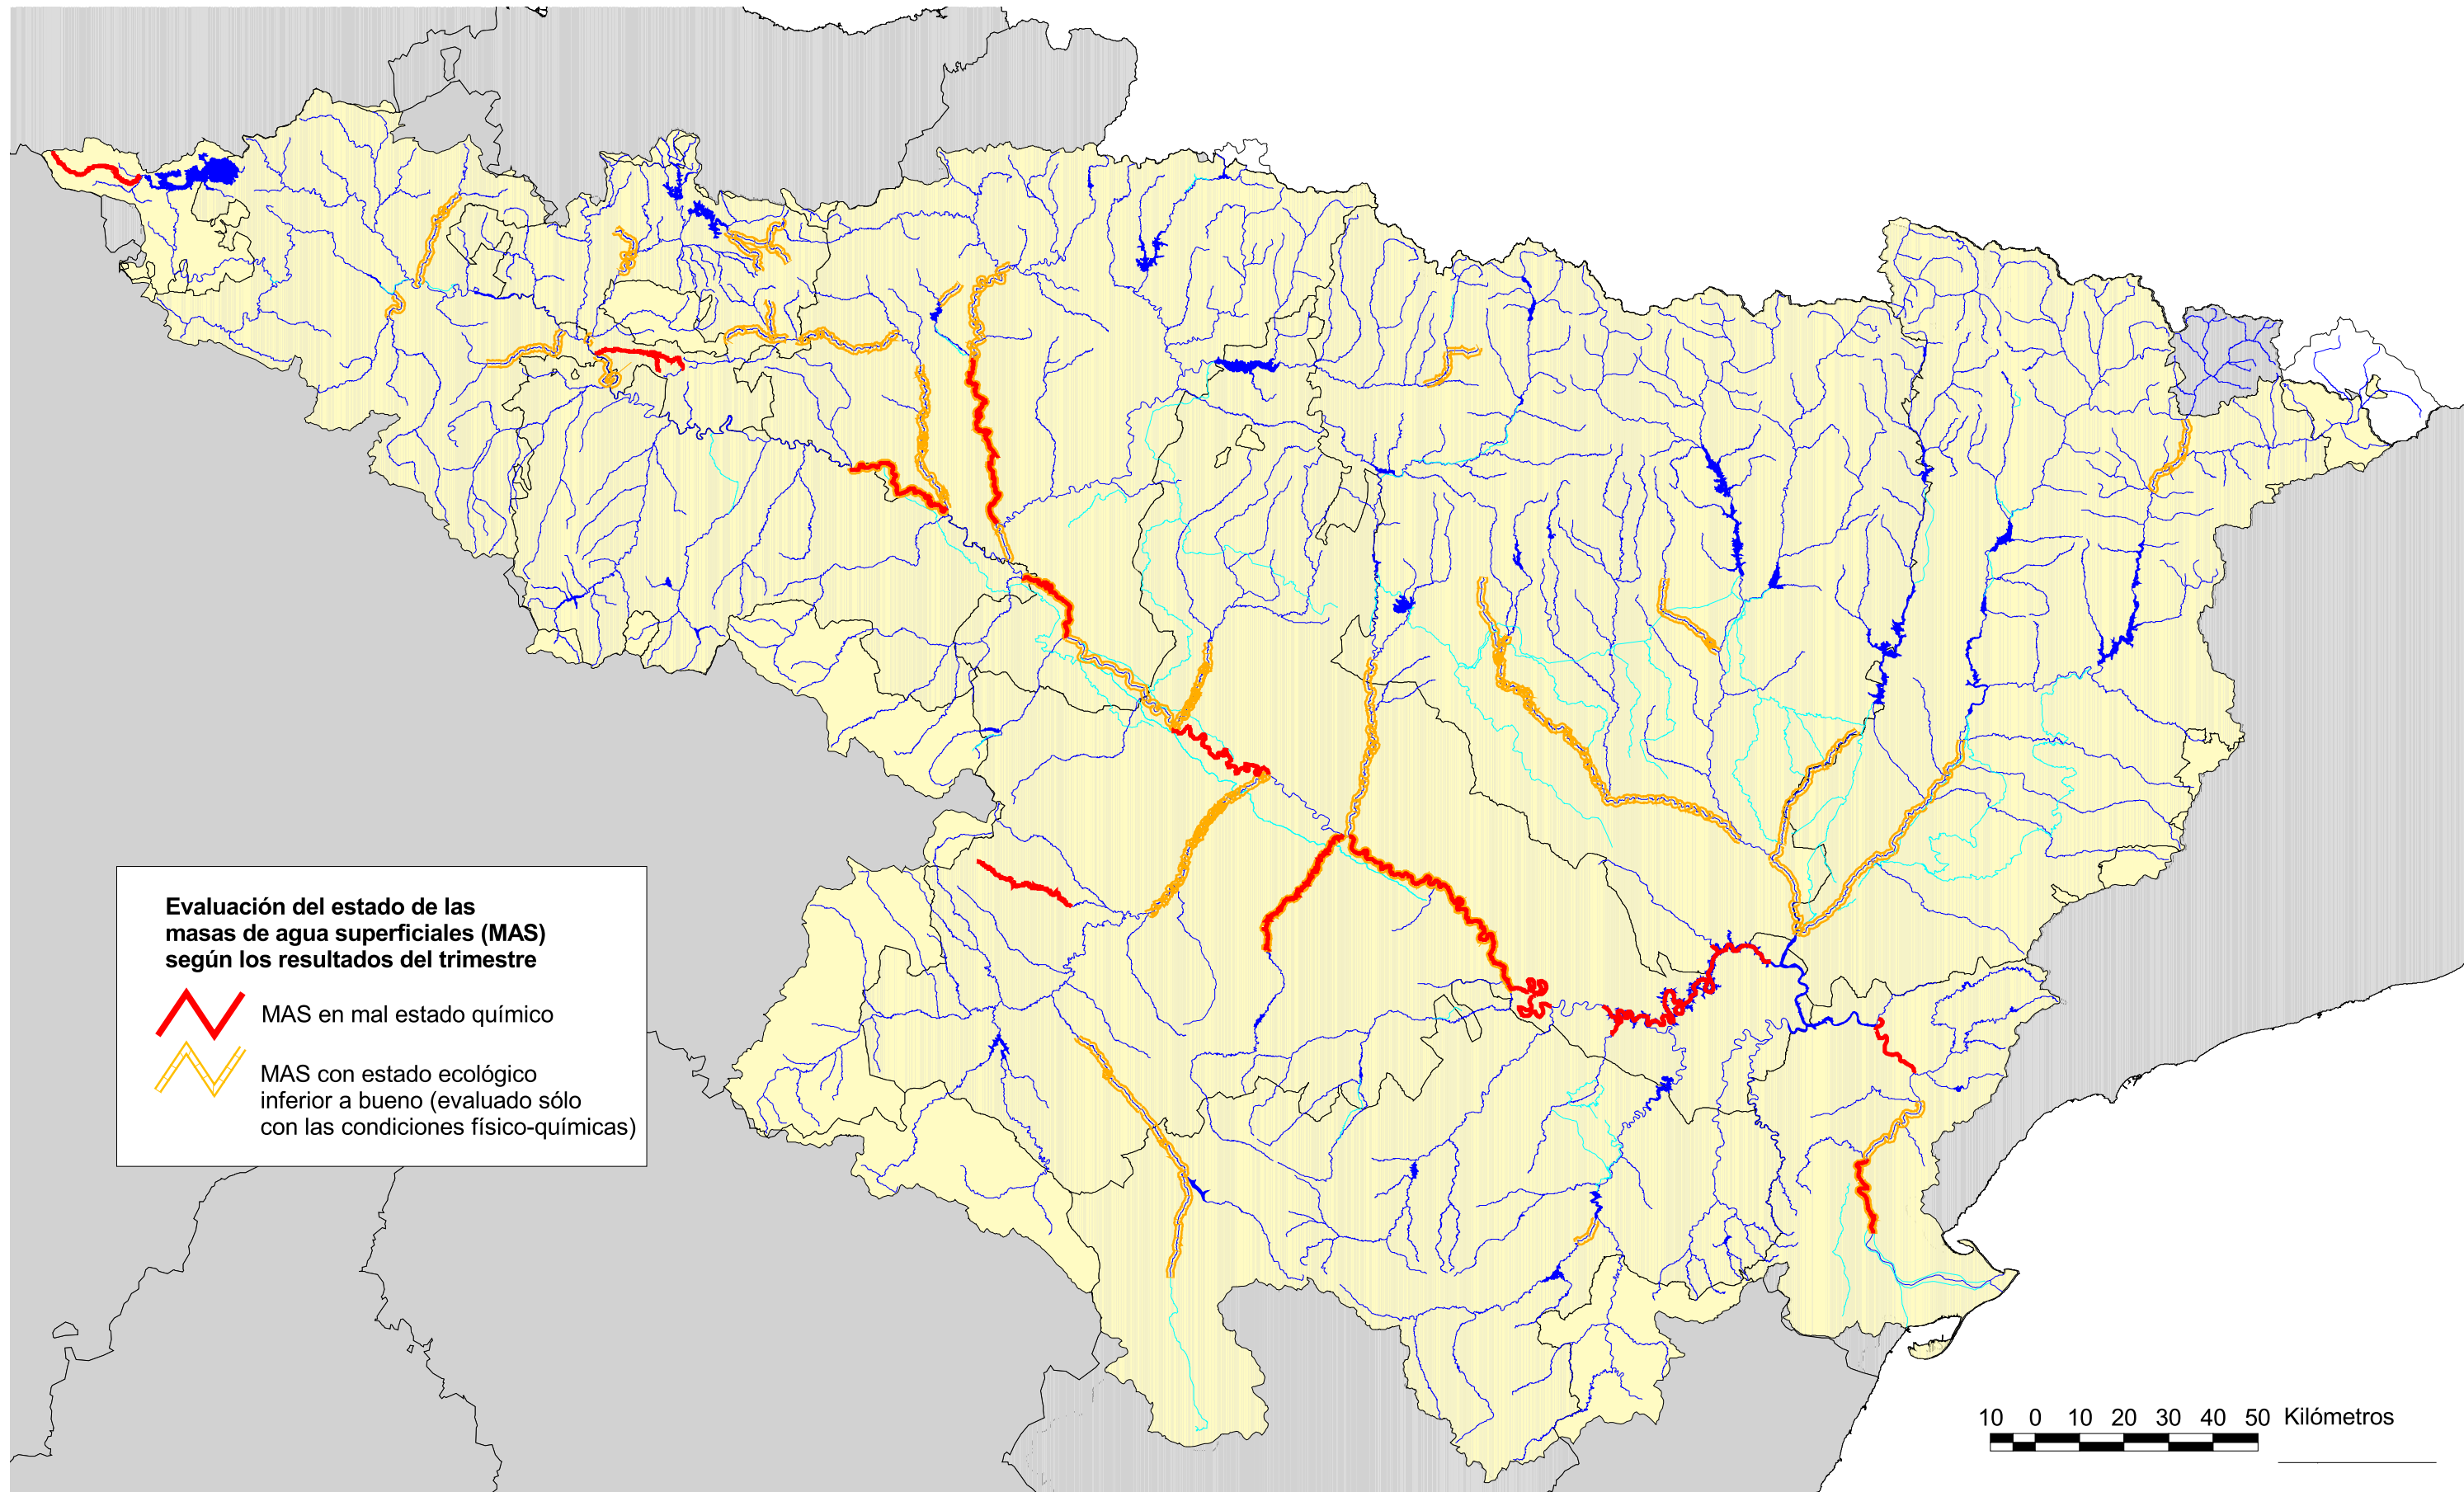 Evaluación del estado de las
masas de agua superficiales (MAS)
según los resultados del trimestre
MAS en mal estado químico
MAS con estado ecológico
inferior a bueno (evaluado sólo
con las condiciones físico-químicas)
10 0 10 20 30 40 50 Kilómetros